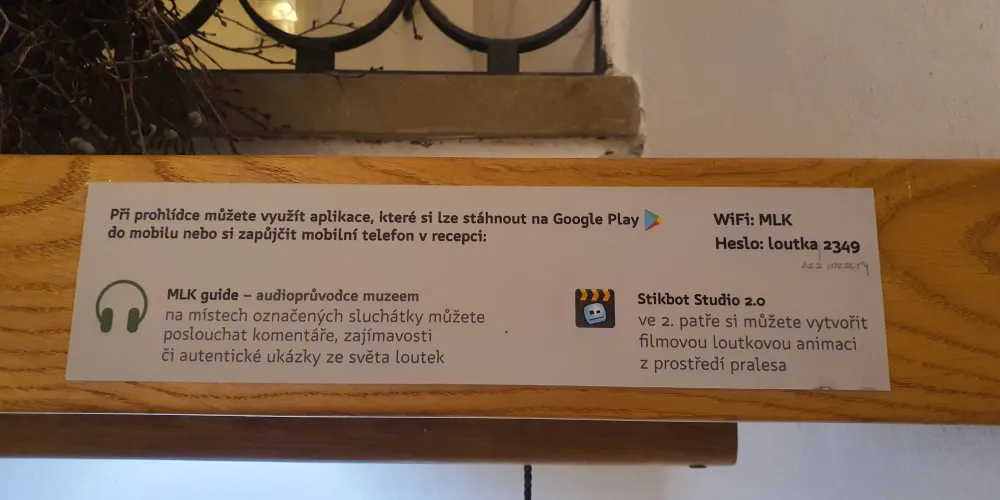 Při prohlídce můžete využít aplikace, které si lze stáhnout na Google Play
do mobilu nebo si zapůjčit mobilní telefon v recepci:
WiFi: MLK
Heslo: loutka 2349
bez mezery
MLK guide – audioprůvodce muzeem
na místech označených sluchátky můžete
poslouchat komentáře, zajímavosti
či autentické ukázky ze světa loutek
Stikbot Studio 2.0
ve 2. patře si můžete vytvořit
filmovou loutkovou animaci
z prostředí pralesa